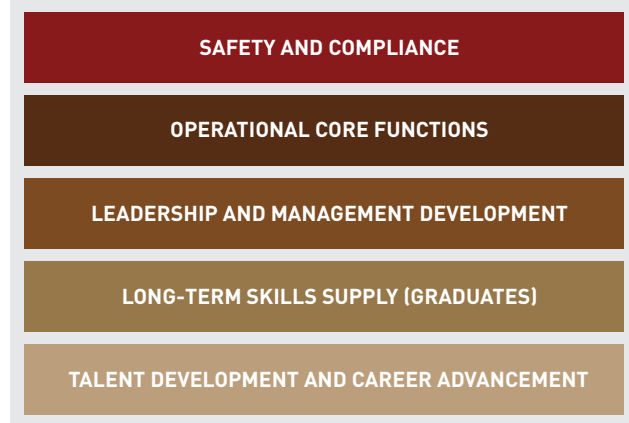 SAFETY AND COMPLIANCE
OPERATIONAL CORE FUNCTIONS
LEADERSHIP AND MANAGEMENT DEVELOPMENT
LONG-TERM SKILLS SUPPLY (GRADUATES)
TALENT DEVELOPMENT AND CAREER ADVANCEMENT